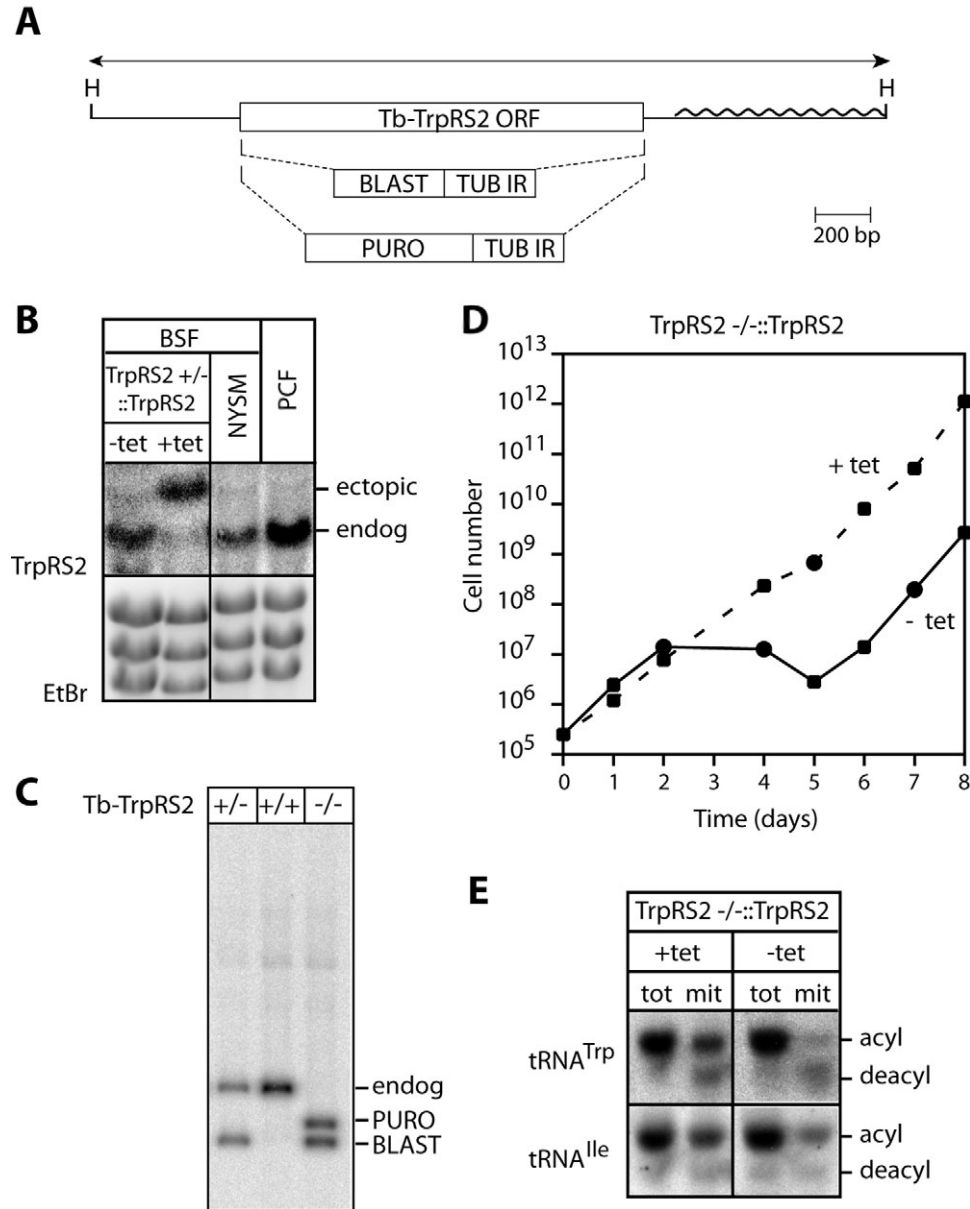 A
H
H
Tb-TrpRS2 ORF
BLAST TUB IR
PURO TUB IR
200 bp
B
BSF
TrpRS2 +/-
::TrpRS2
NYSM
PCF
-tet +tet
ectopic
endog
TrpRS2
EtBr
C
Tb-TrpRS2 +/- +/+ -/-
endog
PURO
BLAST
D
TrpRS2 -/-::TrpRS2
10^13
10^12
10^11
10^10
10^9
10^8
10^7
10^6
10^5
Cell number
+ tet
- tet
0 1 2 3 4 5 6 7 8
Time (days)
E
TrpRS2 -/-::TrpRS2
+tet -tet
tot mit tot mit
tRNA^Trp
acyl
deacyl
tRNA^Ile
acyl
deacyl